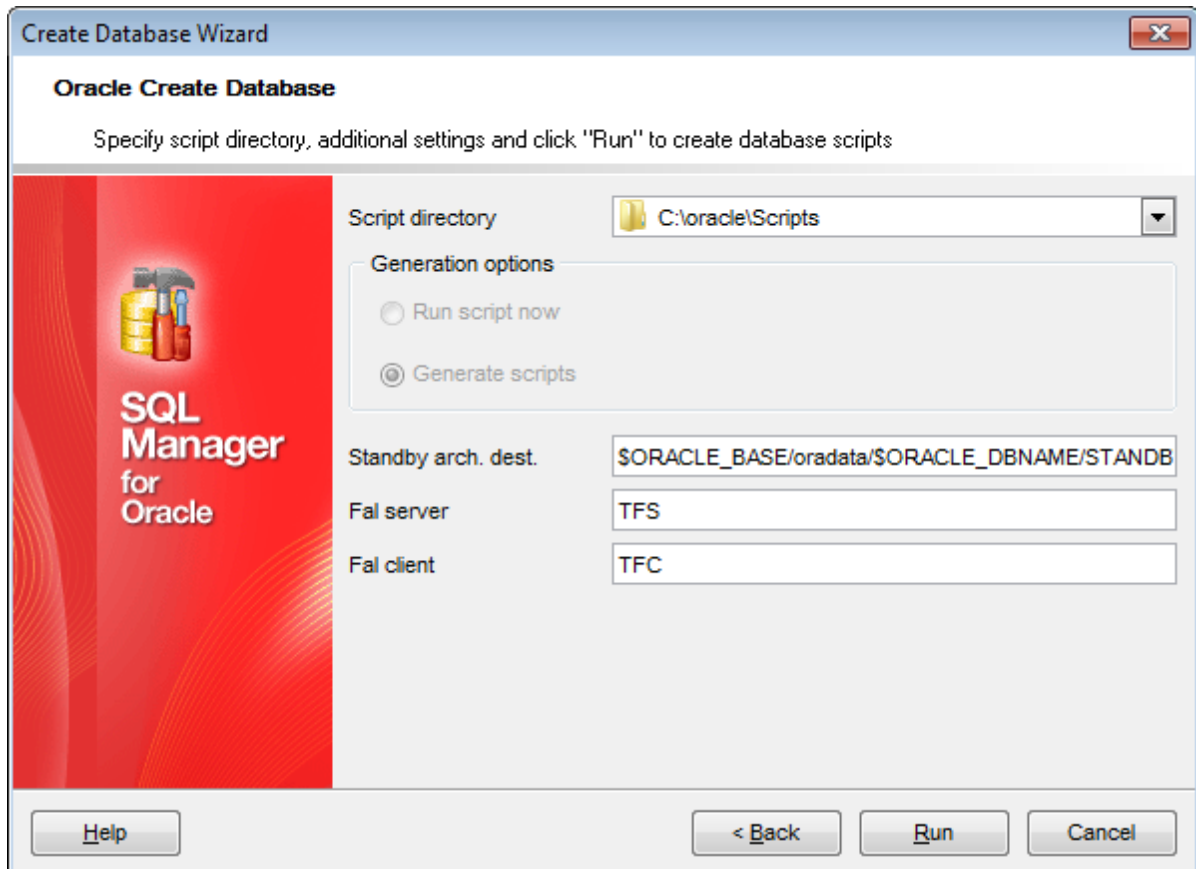 Create Database Wizard
Oracle Create Database
Specify script directory, additional settings and click "Run" to create database scripts
Script directory
C:\oracle\Scripts
Generation options
Run script now
Generate scripts
SQL
Manager
for
Oracle
Standby arch. dest.
$ORACLE_BASE/oradata/$ORACLE_DBNAME/STANDB
Fal server
TFS
Fal client
TFC
Help
< Back
Run
Cancel